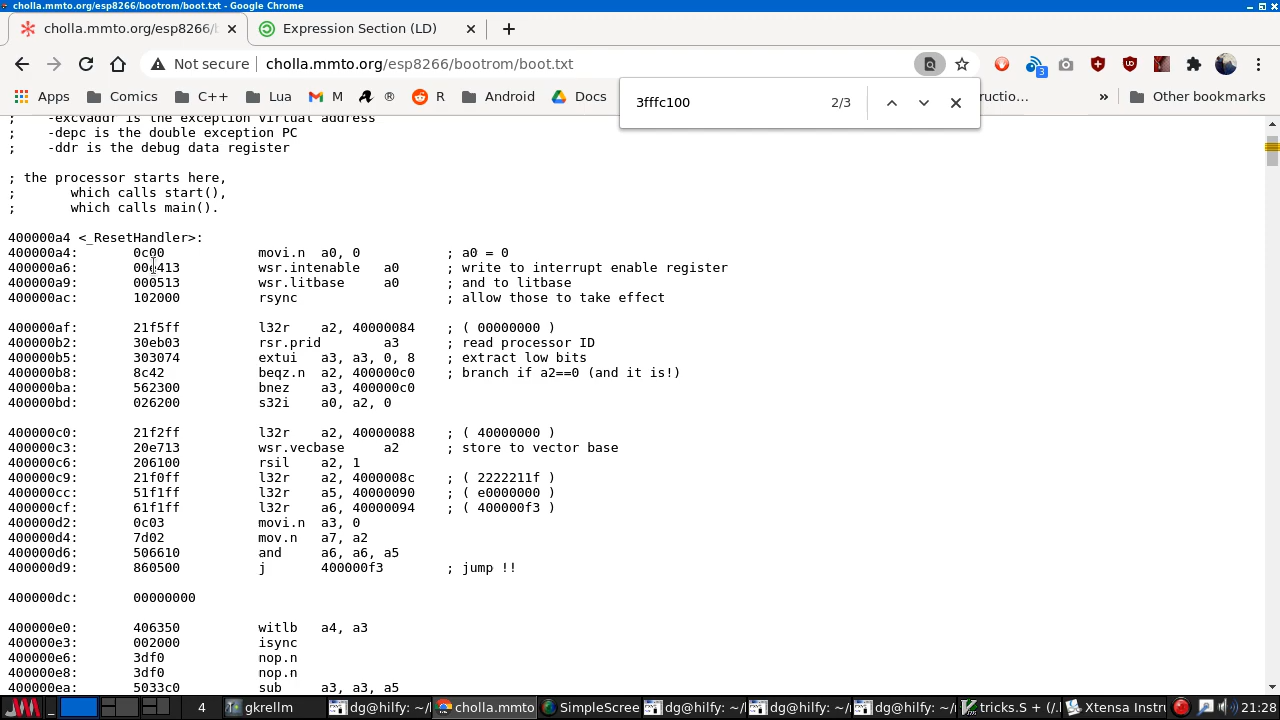 cholla.mmto.org/esp8266/bootrom/boot.txt - Google Chrome
cholla.mmto.org/esp8266/b
Expression Section (LD)
Not secure
cholla.mmto.org/esp8266/bootrom/boot.txt
3
Apps
Comics
C++
Lua
M
®
R
Amazon
Docs
ructio...
»
Other bookmarks
3fffc100
2/3
; -excvaddr is the exception virtual address
; -depc is the double exception PC
; -ddr is the debug data register
; the processor starts here,
; which calls start(),
; which calls main().
400000a4 <_ResetHandler>:
400000a4: 0c00 movi.n a0, 0 ; a0 = 0
400000a6: 00e413 wsr.intenable a0 ; write to interrupt enable register
400000a9: 000513 wsr.litbase a0 ; and to litbase
400000ac: 102000 rsync ; allow those to take effect
400000af: 21f5ff l32r a2, 40000084 ; ( 00000000 )
400000b2: 30eb03 rsr.prid a3 ; read processor ID
400000b5: 303074 extui a3, a3, 0, 8 ; extract low bits
400000b8: 8c42 beqz.n a2, 400000c0 ; branch if a2==0 (and it is!)
400000ba: 562300 bnez a3, 400000c0
400000bd: 026200 s32i a0, a2, 0
400000c0: 21f2ff l32r a2, 40000088 ; ( 40000000 )
400000c3: 20e713 wsr.vecbase a2 ; store to vector base
400000c6: 206100 rsil a2, 1
400000c9: 21f0ff l32r a2, 4000008c ; ( 2222211f )
400000cc: 51f1ff l32r a5, 40000090 ; ( e0000000 )
400000cf: 61f1ff l32r a6, 40000094 ; ( 400000f3 )
400000d2: 0c03 movi.n a3, 0
400000d4: 7d02 mov.n a7, a2
400000d6: 506610 and a6, a6, a5
400000d9: 860500 j 400000f3 ; jump !!
400000dc: 00000000
400000e0: 406350 witlb a4, a3
400000e3: 002000 isync
400000e6: 3df0 nop.n
400000e8: 3df0 nop.n
400000ea: 5033c0 sub a3, a3, a5
4
gkrellm
dg@hilfy: ~/
cholla.mmto
SimpleScree
dg@hilfy: ~/
dg@hilfy: ~/
dg@hilfy: ~/
tricks.S + (/.
Xtensa Instr
21:28